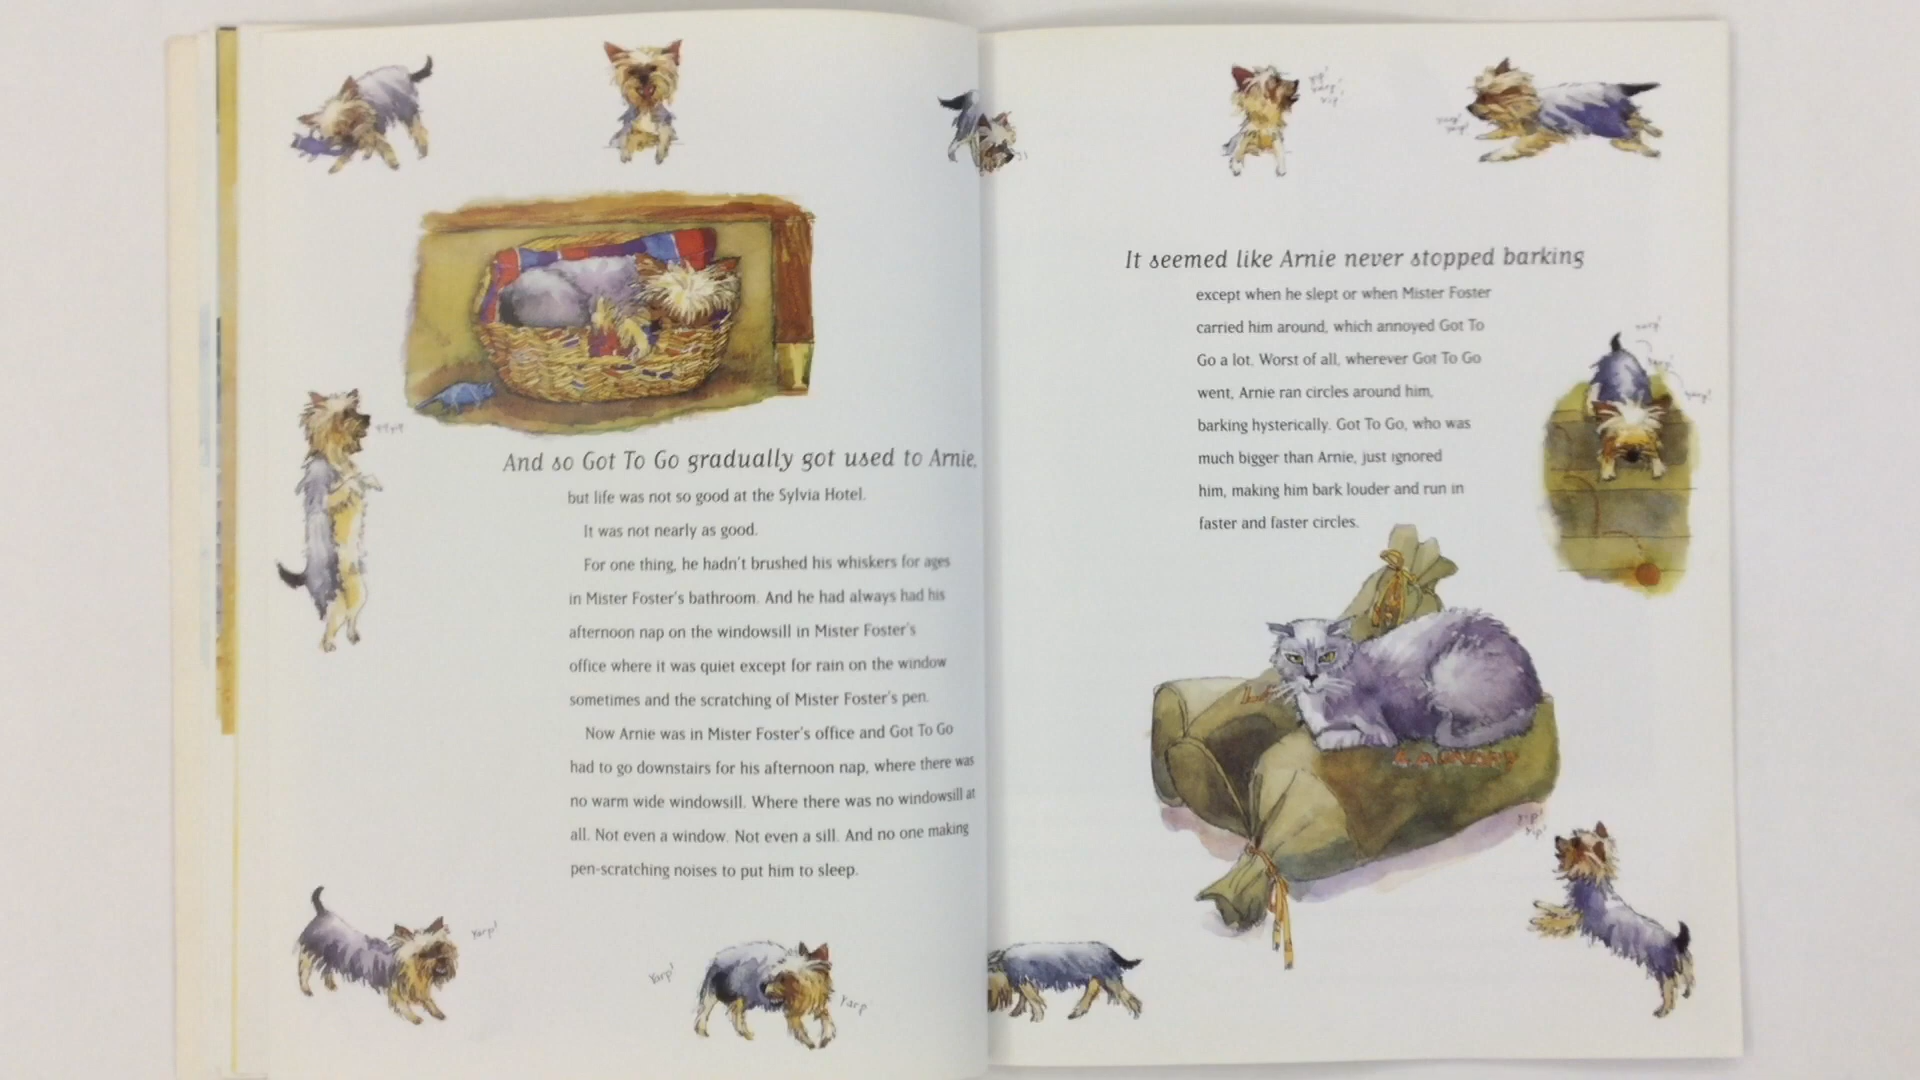 And so Got To Go gradually got used to Arnie,
but life was not so good at the Sylvia Hotel.
It was not nearly as good.
For one thing, he hadn't brushed his whiskers for ages
in Mister Foster's bathroom. And he had always had his
afternoon nap on the windowsill in Mister Foster's
office where it was quiet except for rain on the window
sometimes and the scratching of Mister Foster's pen.
Now Arnie was in Mister Foster's office and Got To Go
had to go downstairs for his afternoon nap, where there was
no warm wide windowsill. Where there was no windowsill at
all. Not even a window. Not even a sill. And no one making
pen-scratching noises to put him to sleep.
Yarp!
Yarp!
Yarp
It seemed like Arnie never stopped barking
except when he slept or when Mister Foster
carried him around, which annoyed Got To
Go a lot. Worst of all, wherever Got To Go
went, Arnie ran circles around him,
barking hysterically. Got To Go, who was
much bigger than Arnie, just ignored
him, making him bark louder and run in
faster and faster circles.
yip!
yarp!
yip!
yarp!
yarp!
LAUNDRY
yip!
yip!